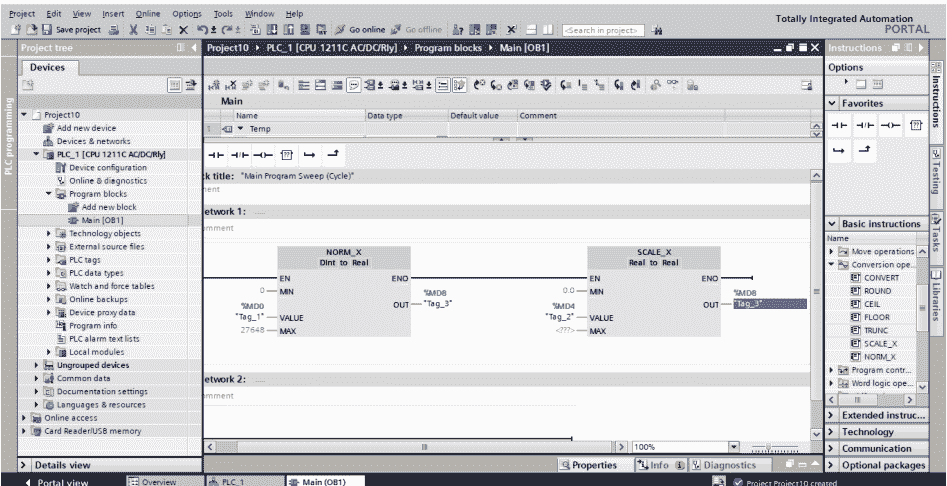 Project Edit View Insert Online Options Tools Window Help
Totally Integrated Automation
PORTAL
Save project
Go online
Go offline
<Search in project>
Project tree
Project10 ▸ PLC_1 [CPU 1211C AC/DC/Rly] ▸ Program blocks ▸ Main [OB1]
Instructions
Devices
Options
PLC programming
Main
Name Data type Default value Comment
1 Temp
Favorites
Project10
Add new device
Devices & networks
PLC_1 [CPU 1211C AC/DC/Rly]
Device configuration
Online & diagnostics
Program blocks
Add new block
Main [OB1]
Technology objects
External source files
PLC tags
PLC data types
Watch and force tables
Online backups
Device proxy data
Program info
PLC alarm text lists
Local modules
Ungrouped devices
Common data
Documentation settings
Languages & resources
Online access
Card Reader/USB memory
ck title: "Main Program Sweep (Cycle)"
ment
etwork 1:
mment
NORM_X
Dint to Real
EN ENO
0 MIN
%MD8
OUT "Tag_3"
%MD0
"Tag_1" VALUE
27648 MAX
SCALE_X
Real to Real
EN ENO
0.0 MIN
%MD8
OUT "Tag_3"
%MD4
"Tag_2" VALUE
<???> MAX
etwork 2:
mment
100%
Basic instructions
Name
Move operations
Conversion ope...
CONVERT
ROUND
CEIL
FLOOR
TRUNC
SCALE_X
NORM_X
Program contr...
Word logic ope...
Extended instruc...
Technology
Communication
Optional packages
Instructions
Testing
Tasks
Libraries
Details view
Properties Info Diagnostics
Portal view Overview PLC_1 Main (OB1)
Project Project10 created